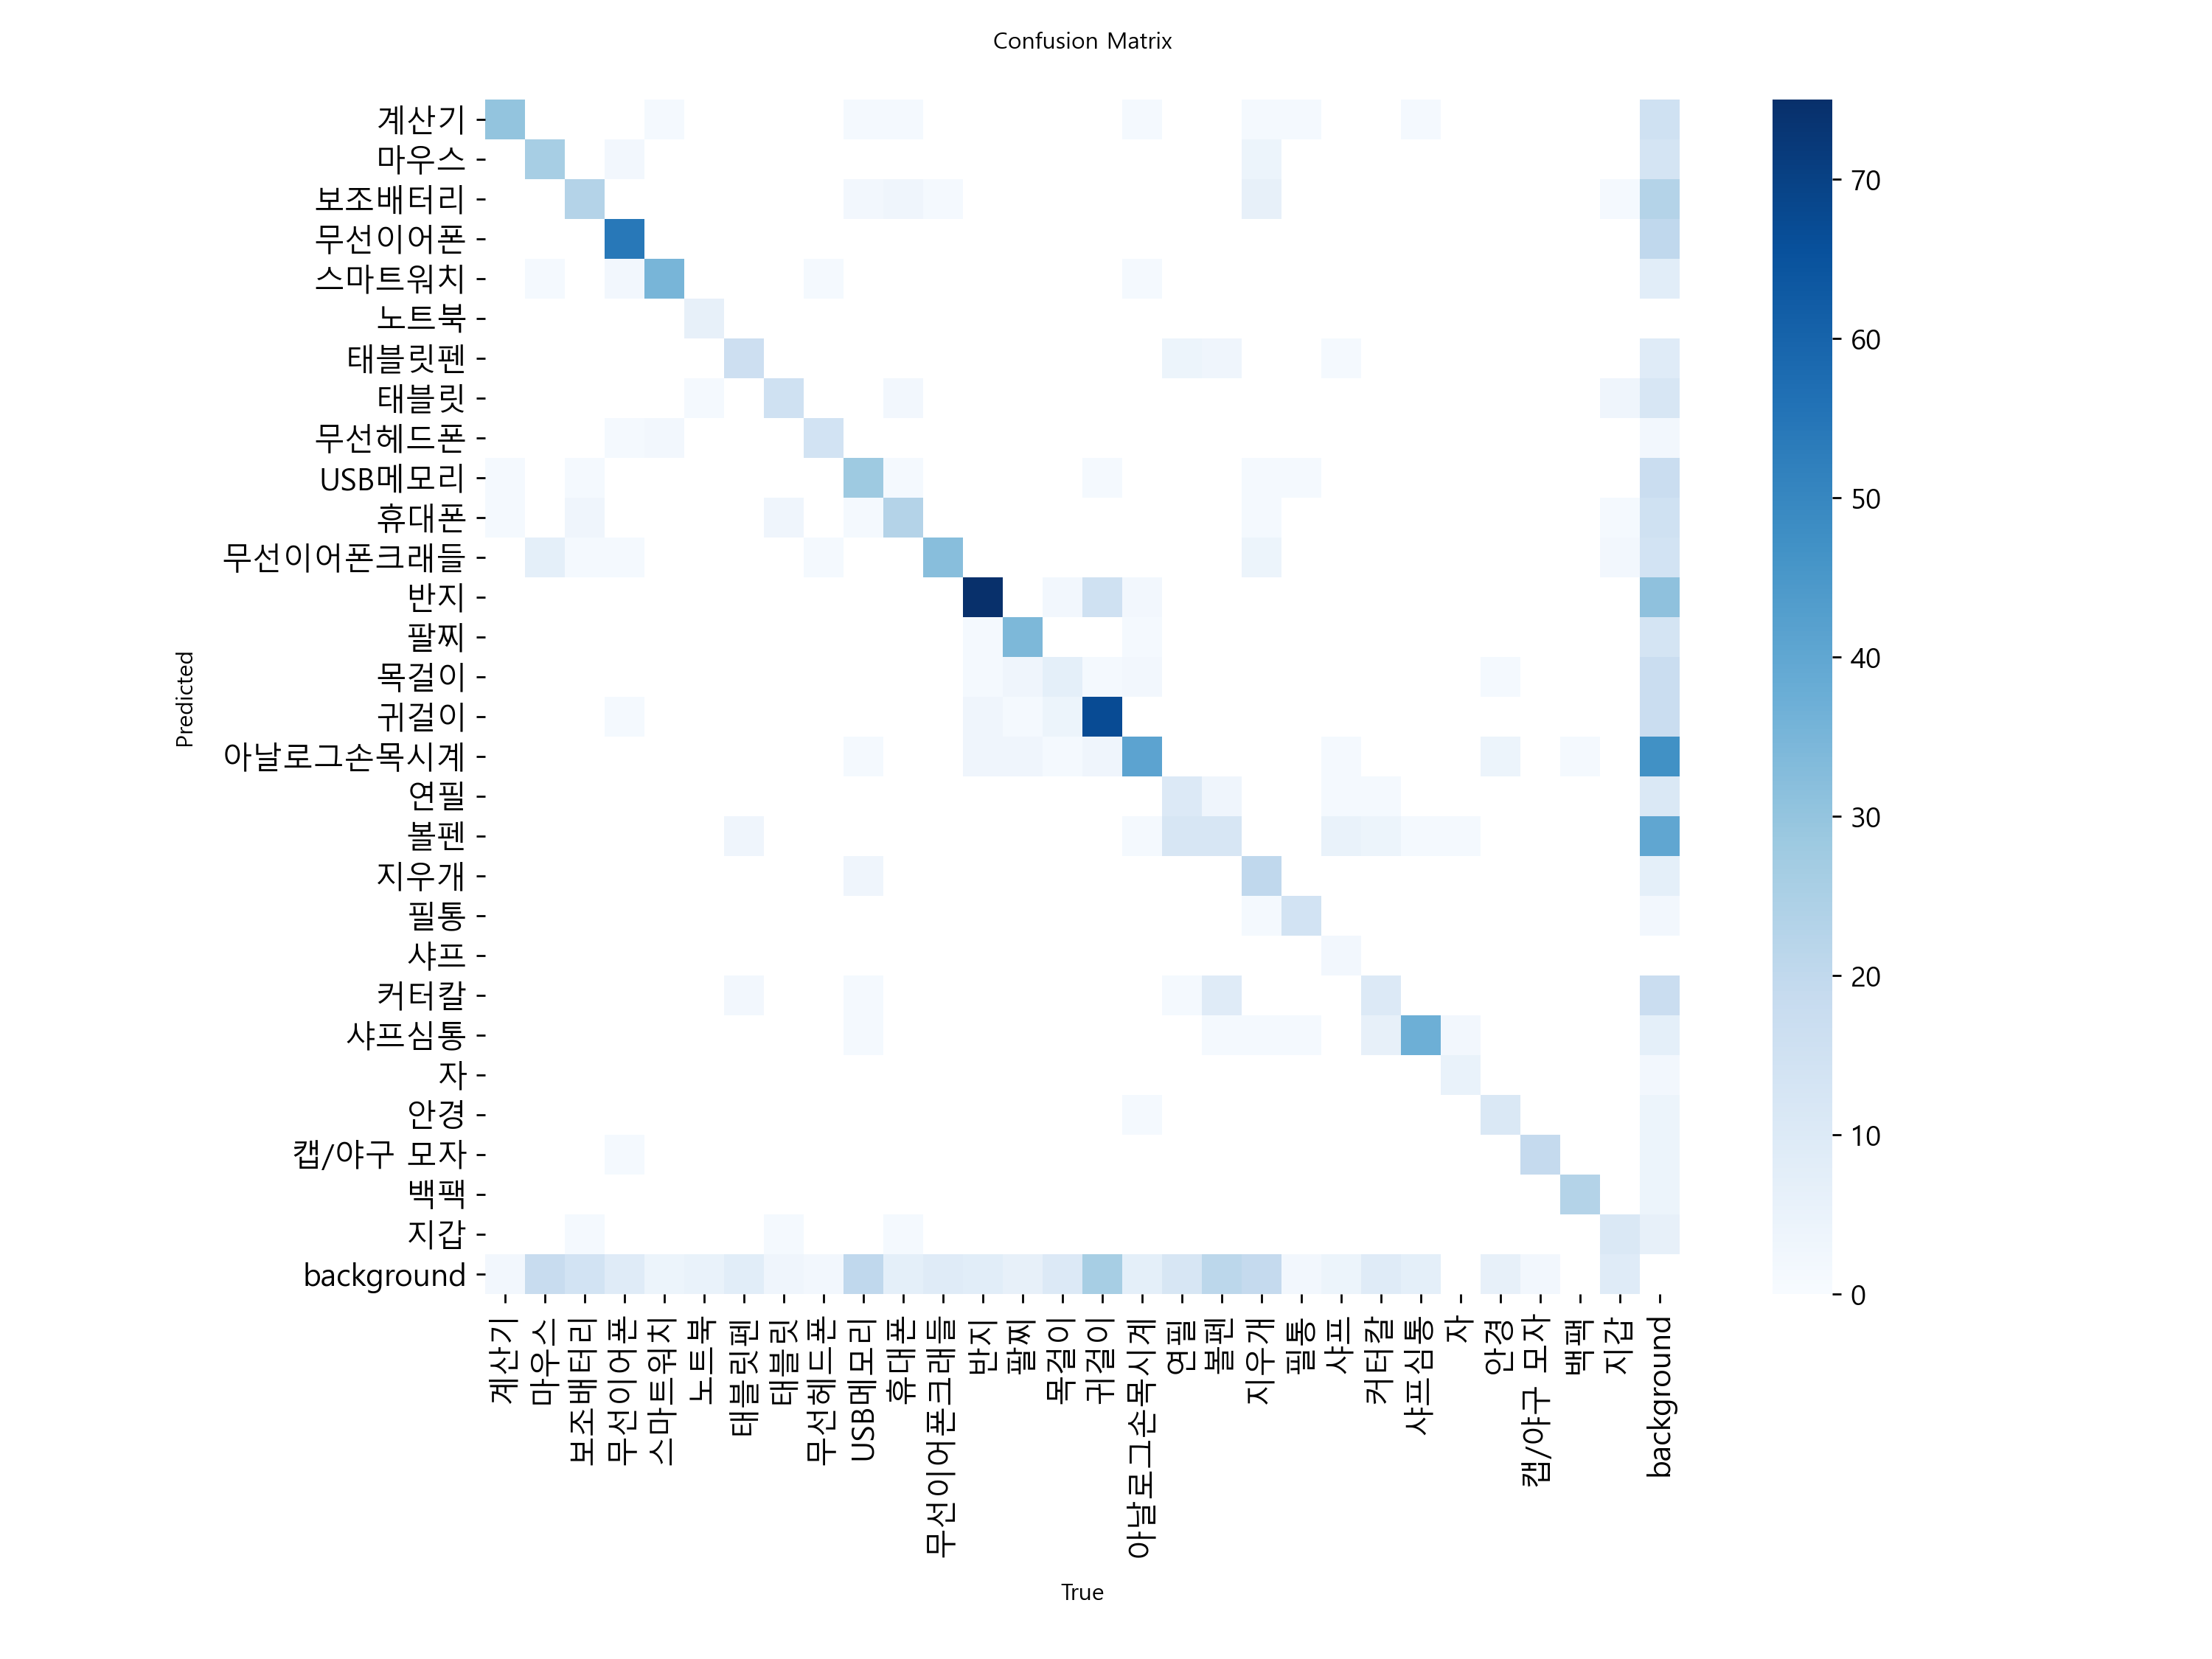 Confusion Matrix
계산기
마우스
보조배터리
무선이어폰
스마트워치
노트북
태블릿펜
태블릿
무선헤드폰
USB메모리
휴대폰
무선이어폰크래들
반지
팔찌
목걸이
귀걸이
아날로그손목시계
연필
볼펜
지우개
필통
샤프
커터칼
샤프심통
자
안경
캡/야구 모자
백팩
지갑
background
Predicted
계산기
마우스
보조배터리
무선이어폰
스마트워치
노트북
태블릿펜
태블릿
무선헤드폰
USB메모리
휴대폰
무선이어폰크래들
반지
팔찌
목걸이
귀걸이
아날로그손목시계
연필
볼펜
지우개
필통
샤프
커터칼
샤프심통
자
안경
캡/야구 모자
백팩
지갑
background
True
70
60
50
40
30
20
10
0